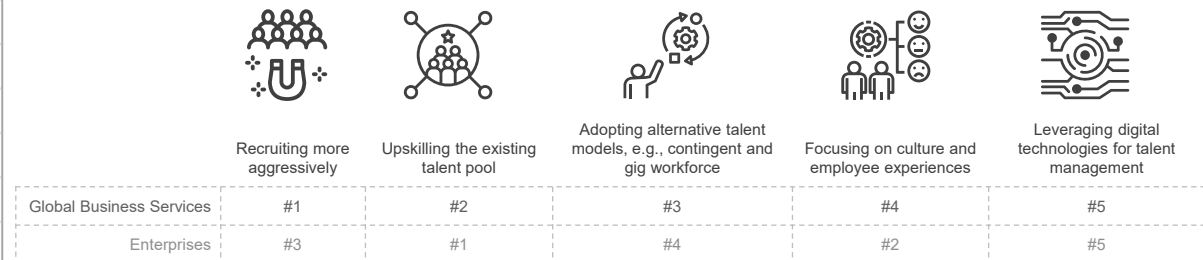 Recruiting more
aggressively
Upskilling the existing
talent pool
Adopting alternative talent
models, e.g., contingent and
gig workforce
Focusing on culture and
employee experiences
Leveraging digital
technologies for talent
management
Global Business Services #1 #2 #3 #4 #5
Enterprises #3 #1 #4 #2 #5